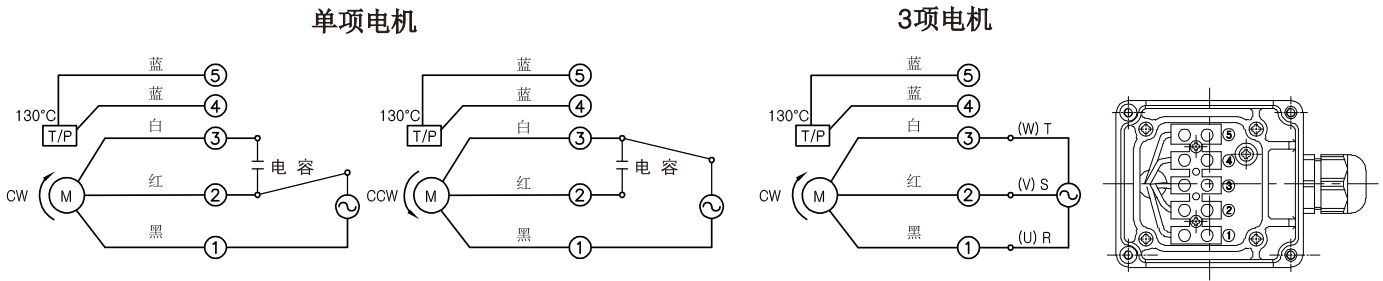 单项电机
3项电机
蓝 ⑤
蓝 ④
130°C
T/P
白 ③
电 容
CW
M
红 ②
黑 ①
蓝 ⑤
蓝 ④
130°C
T/P
白 ③
电 容
CCW
M
红 ②
黑 ①
蓝 ⑤
蓝 ④
130°C
T/P
白 ③ (W) T
CW
M
红 ② (V) S
黑 ① (U) R
⑤
④
③
②
①